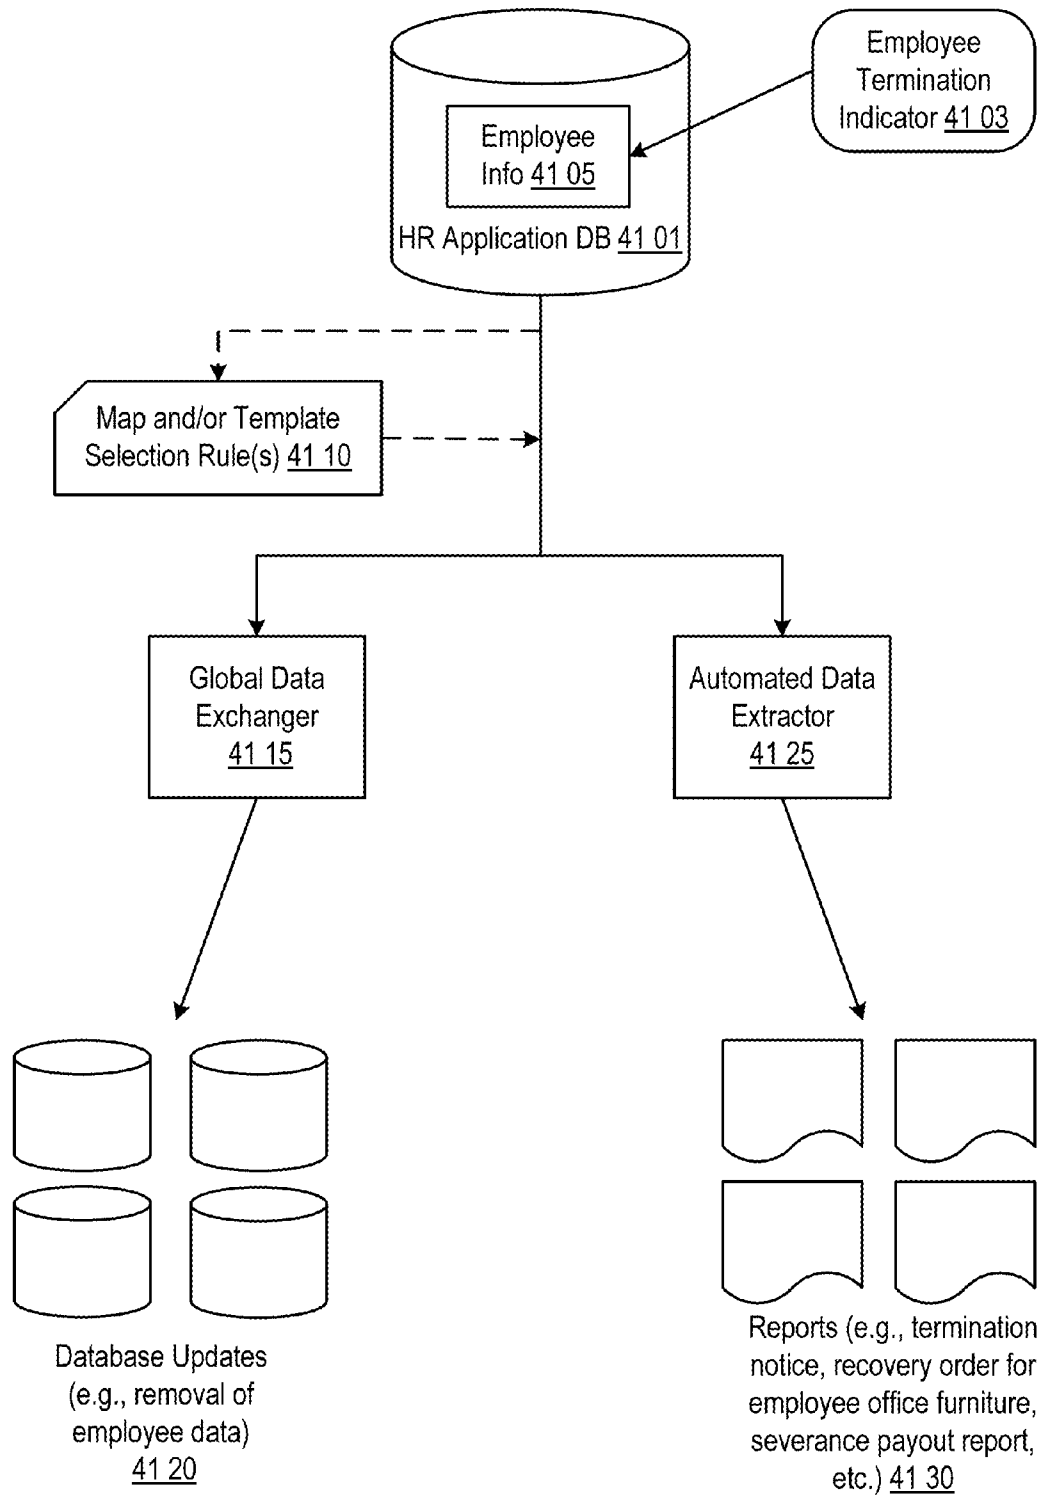 Employee
Termination
Indicator 41 03
Employee
Info 41 05
HR Application DB 41 01
Map and/or Template
Selection Rule(s) 41 10
Global Data
Exchanger
41 15
Automated Data
Extractor
41 25
Database Updates
(e.g., removal of
employee data)
41 20
Reports (e.g., termination
notice, recovery order for
employee office furniture,
severance payout report,
etc.) 41 30